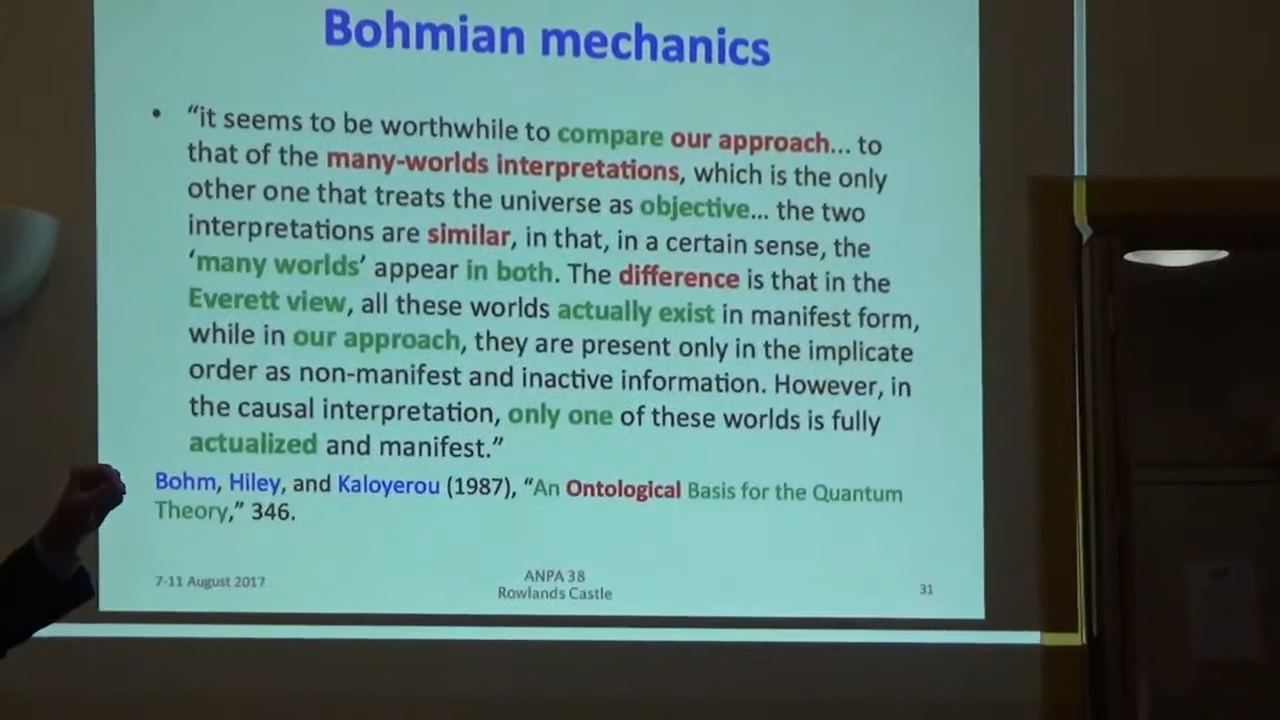 Bohmian mechanics
• “it seems to be worthwhile to compare our approach... to
that of the many-worlds interpretations, which is the only
other one that treats the universe as objective... the two
interpretations are similar, in that, in a certain sense, the
‘many worlds’ appear in both. The difference is that in the
Everett view, all these worlds actually exist in manifest form,
while in our approach, they are present only in the implicate
order as non-manifest and inactive information. However, in
the causal interpretation, only one of these worlds is fully
actualized and manifest.”
Bohm, Hiley, and Kaloyerou (1987), “An Ontological Basis for the Quantum
Theory,” 346.
7-11 August 2017
ANPA 38
Rowlands Castle
31